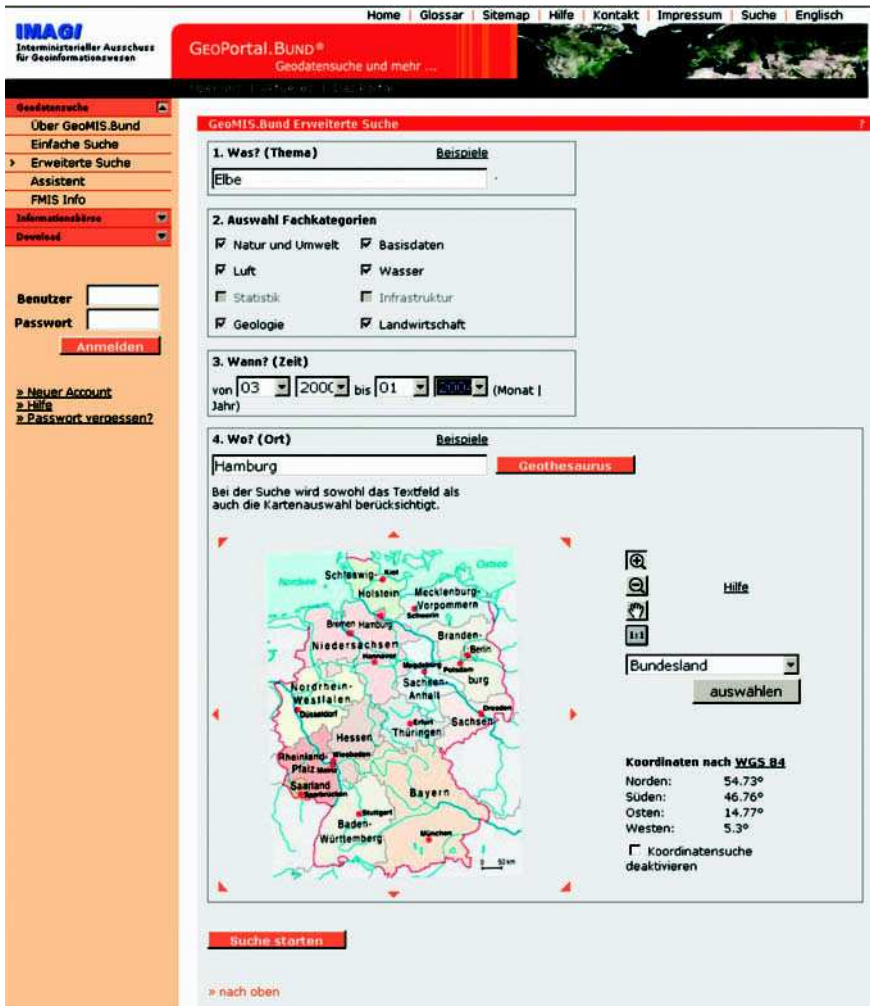 Home | Glossar | Sitemap | Hilfe | Kontakt | Impressum | Suche | Englisch
IMAGI
Interministerieller Ausschuss
für Geoinformationswesen
GEOPORTAL.BUND®
Geodatensuche und mehr ...
Geodatensuche
Über GeoMIS.Bund
Einfache Suche
> Erweiterte Suche
Assistent
FMIS Info
Informationsbörse
Download
Benutzer
Passwort
Anmelden
» Neuer Account
» Hilfe
» Passwort vergessen?
GeoMIS.Bund Erweiterte Suche ?
1. Was? (Thema) Beispiele
Elbe
2. Auswahl Fachkategorien
Natur und Umwelt Basisdaten
Luft Wasser
Statistik Infrastruktur
Geologie Landwirtschaft
3. Wann? (Zeit)
von 03 200 bis 01 (Monat |
Jahr)
4. Wo? (Ort) Beispiele
Hamburg Geothesaurus
Bei der Suche wird sowohl das Textfeld als
auch die Kartenauswahl berücksichtigt.
Nordsee Ostsee
Schleswig- Kiel
Holstein Mecklenburg-
Vorpommern
Schwerin
Bremen Hamburg
Branden-
Niedersachsen Berlin
Hannover Magdeburg Potsdam
burg
Sachsen-
Anhalt
Nordrhein-
Westfalen
Düsseldorf
Dresden
Erfurt Sachsen
Thüringen
Hessen
Wiesbaden
Rheinland-
Pfalz Mainz
Saarland
Saarbrücken
Bayern
Stuttgart
Baden-
Württemberg
München
0 50 km
Hilfe
1:1
Bundesland
auswählen
Koordinaten nach WGS 84
Norden: 54.73º
Süden: 46.76º
Osten: 14.77º
Westen: 5.3º
Koordinatensuche
deaktivieren
Suche starten
» nach oben